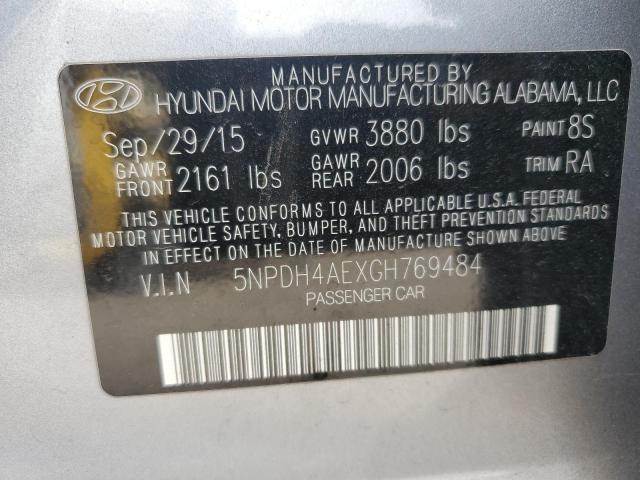 MANUFACTURED BY
HYUNDAI MOTOR MANUFACTURING ALABAMA, LLC
Sep/29/15 GVWR 3880 lbs PAINT 8S
GAWR FRONT 2161 lbs GAWR REAR 2006 lbs TRIM RA
THIS VEHICLE CONFORMS TO ALL APPLICABLE U.S.A. FEDERAL
MOTOR VEHICLE SAFETY, BUMPER, AND THEFT PREVENTION STANDARDS
IN EFFECT ON THE DATE OF MANUFACTURE SHOWN ABOVE.
V.I.N 5NPDH4AEXGH769484
PASSENGER CAR